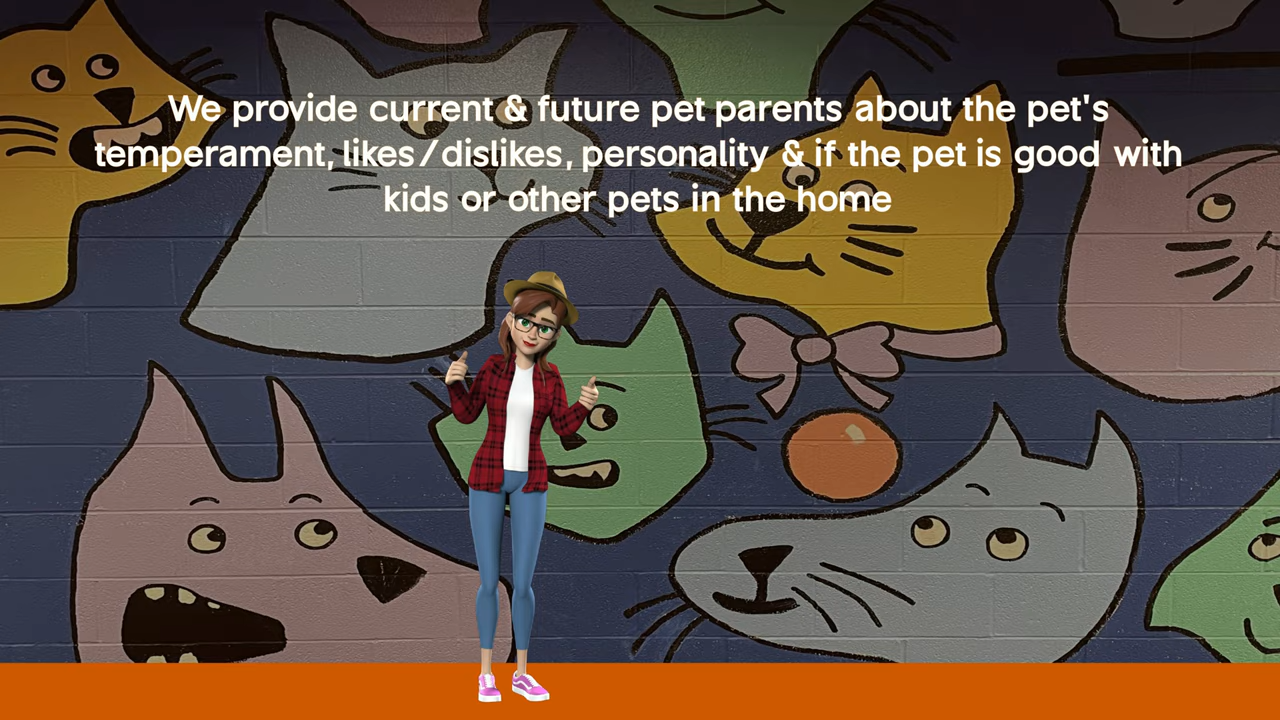 We provide current & future pet parents about the pet's
temperament, likes/dislikes, personality & if the pet is good with
kids or other pets in the home